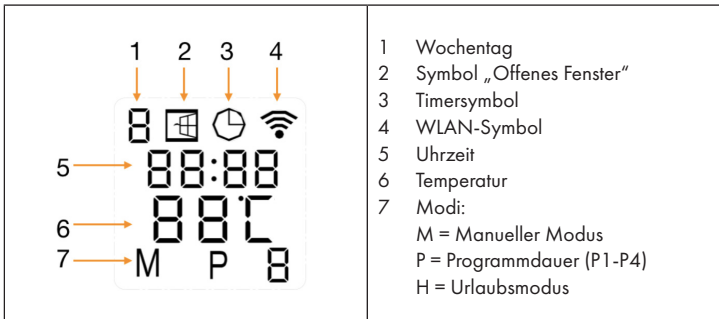 1 2 3 4
8
5 88:88
6 88°C
7 M P 8
1 Wochentag
2 Symbol „Offenes Fenster“
3 Timersymbol
4 WLAN-Symbol
5 Uhrzeit
6 Temperatur
7 Modi:
M = Manueller Modus
P = Programmdauer (P1-P4)
H = Urlaubsmodus